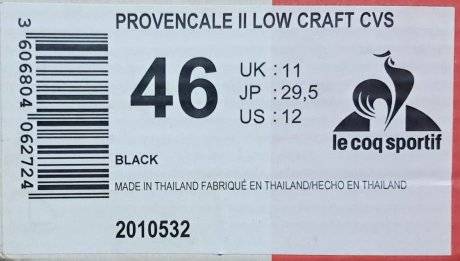 PROVENCALE II LOW CRAFT CVS
3 606804 062724
46
UK : 11
JP : 29,5
US : 12
le coq sportif
BLACK
MADE IN THAILAND FABRIQUÉ EN THAILAND/HECHO EN THAILAND
2010532